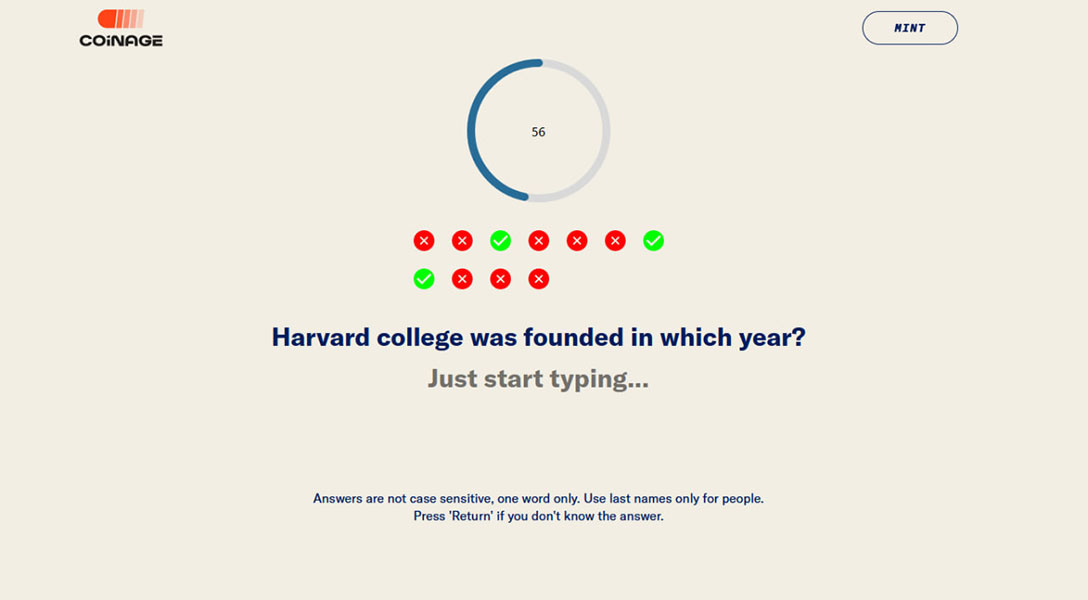 COiNAGE
MINT
56
Harvard college was founded in which year?
Just start typing...
Answers are not case sensitive, one word only. Use last names only for people.
Press 'Return' if you don't know the answer.